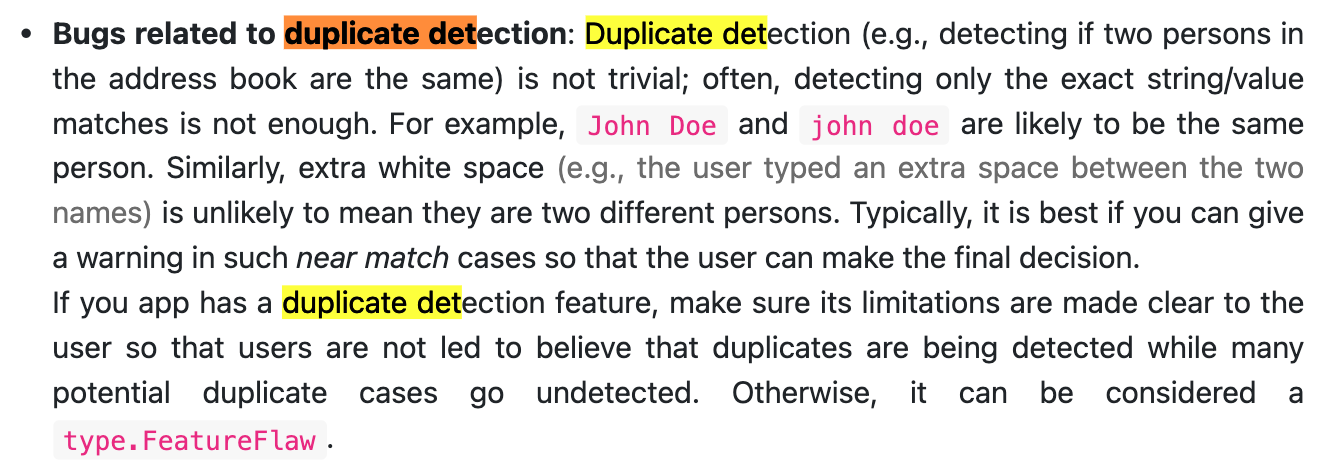 • Bugs related to duplicate detection: Duplicate detection (e.g., detecting if two persons in
the address book are the same) is not trivial; often, detecting only the exact string/value
matches is not enough. For example, John Doe and john doe are likely to be the same
person. Similarly, extra white space (e.g., the user typed an extra space between the two
names) is unlikely to mean they are two different persons. Typically, it is best if you can give
a warning in such near match cases so that the user can make the final decision.
If you app has a duplicate detection feature, make sure its limitations are made clear to the
user so that users are not led to believe that duplicates are being detected while many
potential duplicate cases go undetected. Otherwise, it can be considered a
type.FeatureFlaw.